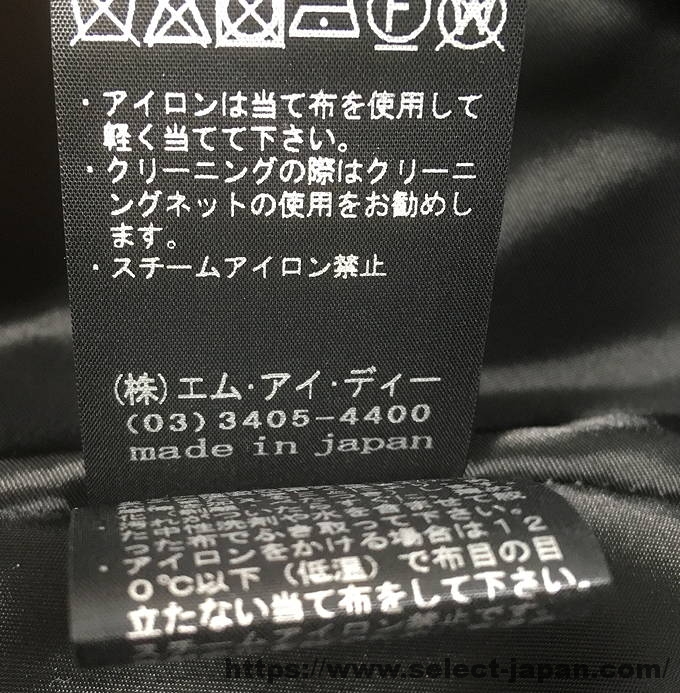 ・アイロンは当て布を使用して
軽く当てて下さい。
・クリーニングの際はクリーニ
ングネットの使用をお勧めし
ます。
・スチームアイロン禁止
(株)エム・アイ・ディー
(03)3405-4400
made in japan
た布でふき取って下さい。
・アイロンをかける場合は12
0℃以下(低温)で布目の目
立たない当て布をして下さい。
https://www.select-japan.com/